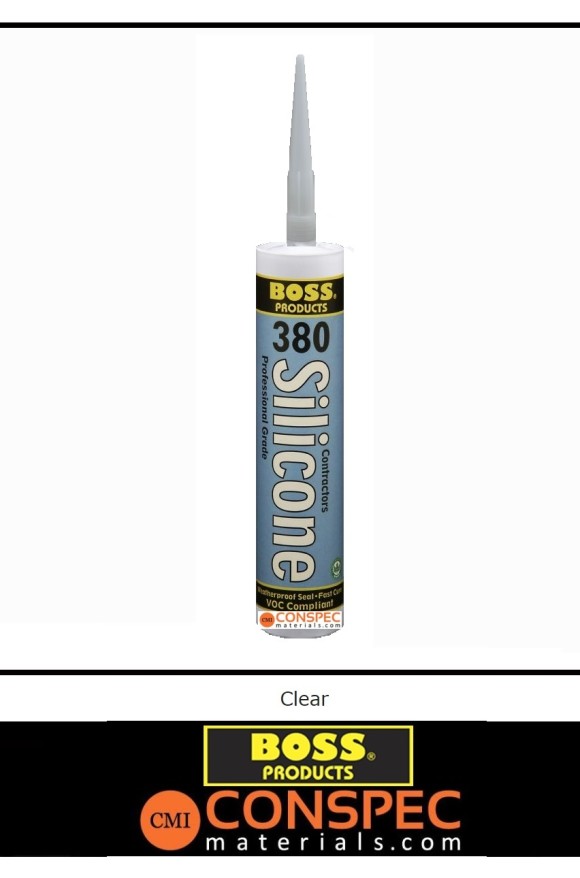 BOSS®
PRODUCTS
380
Silicone
Contractors
Professional Grade
Weatherproof Seal • Fast Cure
VOC Compliant
CMI CONSPEC
materials.com
Clear
BOSS®
PRODUCTS
CMI CONSPEC
materials.com